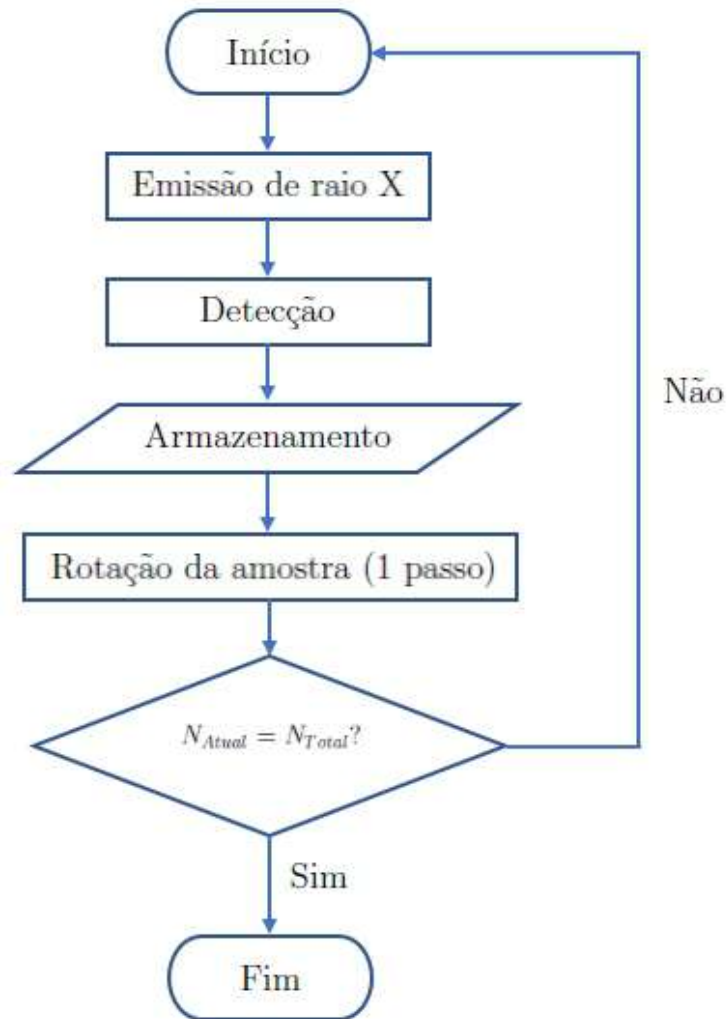 Início
Emissão de raio X
Detecção
Não
Armazenamento
Rotação da amostra (1 passo)
N_Atual = N_Total?
Sim
Fim